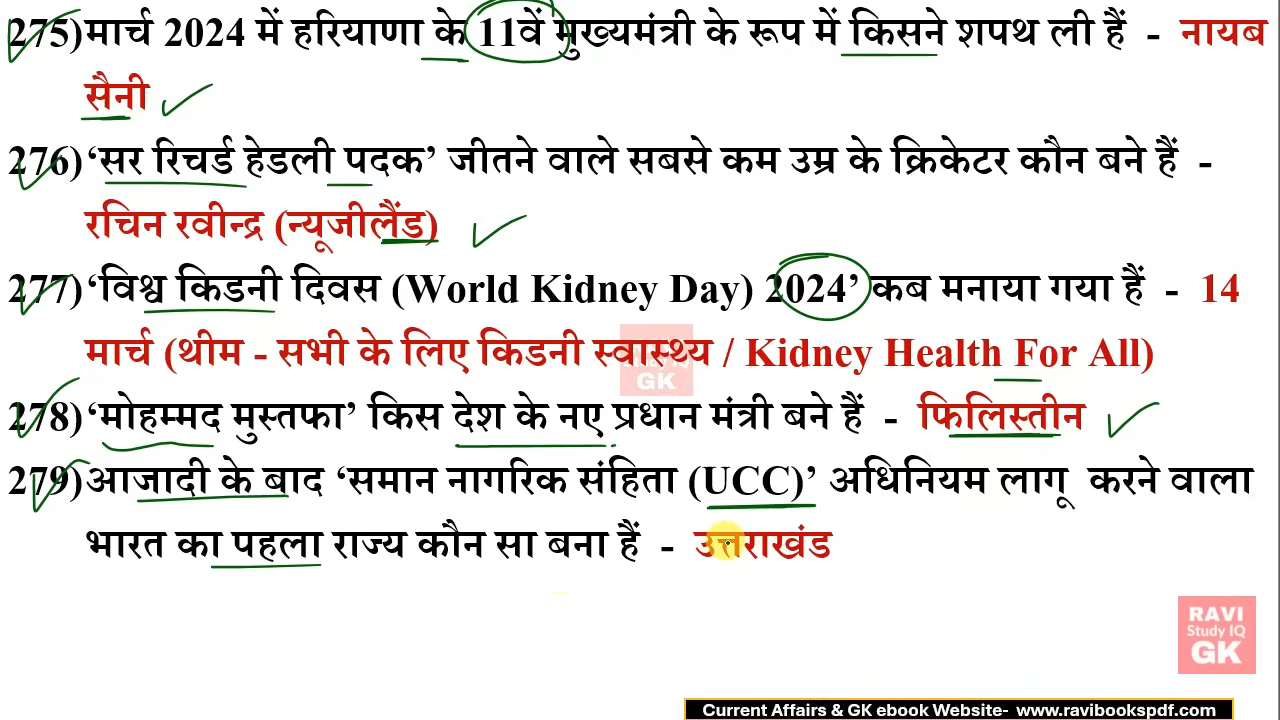 275) मार्च 2024 में हरियाणा के 11वें मुख्यमंत्री के रूप में किसने शपथ ली हैं - नायब
सैनी
276) ‘सर रिचर्ड हेडली पदक’ जीतने वाले सबसे कम उम्र के क्रिकेटर कौन बने हैं -
रचिन रवीन्द्र (न्यूजीलैंड)
277) ‘विश्व किडनी दिवस (World Kidney Day) 2024’ कब मनाया गया हैं - 14
मार्च (थीम - सभी के लिए किडनी स्वास्थ्य / Kidney Health For All)
278) ‘मोहम्मद मुस्तफा’ किस देश के नए प्रधान मंत्री बने हैं - फिलिस्तीन
279) आजादी के बाद ‘समान नागरिक संहिता (UCC)’ अधिनियम लागू करने वाला
भारत का पहला राज्य कौन सा बना हैं - उत्तराखंड
RAVI
Study IQ
GK
Current Affairs & GK ebook Website- www.ravibookspdf.com